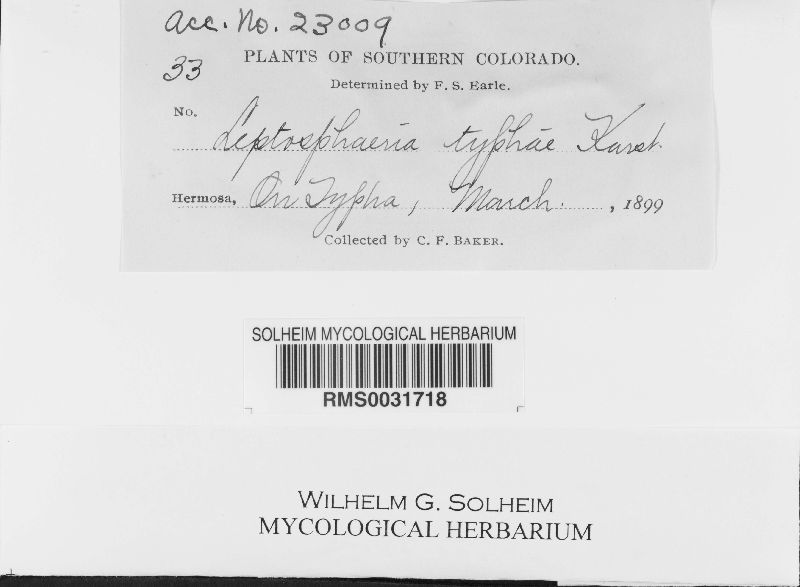 Acc. No. 23009
33
PLANTS OF SOUTHERN COLORADO.
Determined by F. S. Earle.
No.
Leptosphaeria typhae Karst.
Hermosa, On Typha, March. , 1899
Collected by C. F. BAKER.
SOLHEIM MYCOLOGICAL HERBARIUM
RMS0031718
WILHELM G. SOLHEIM
MYCOLOGICAL HERBARIUM